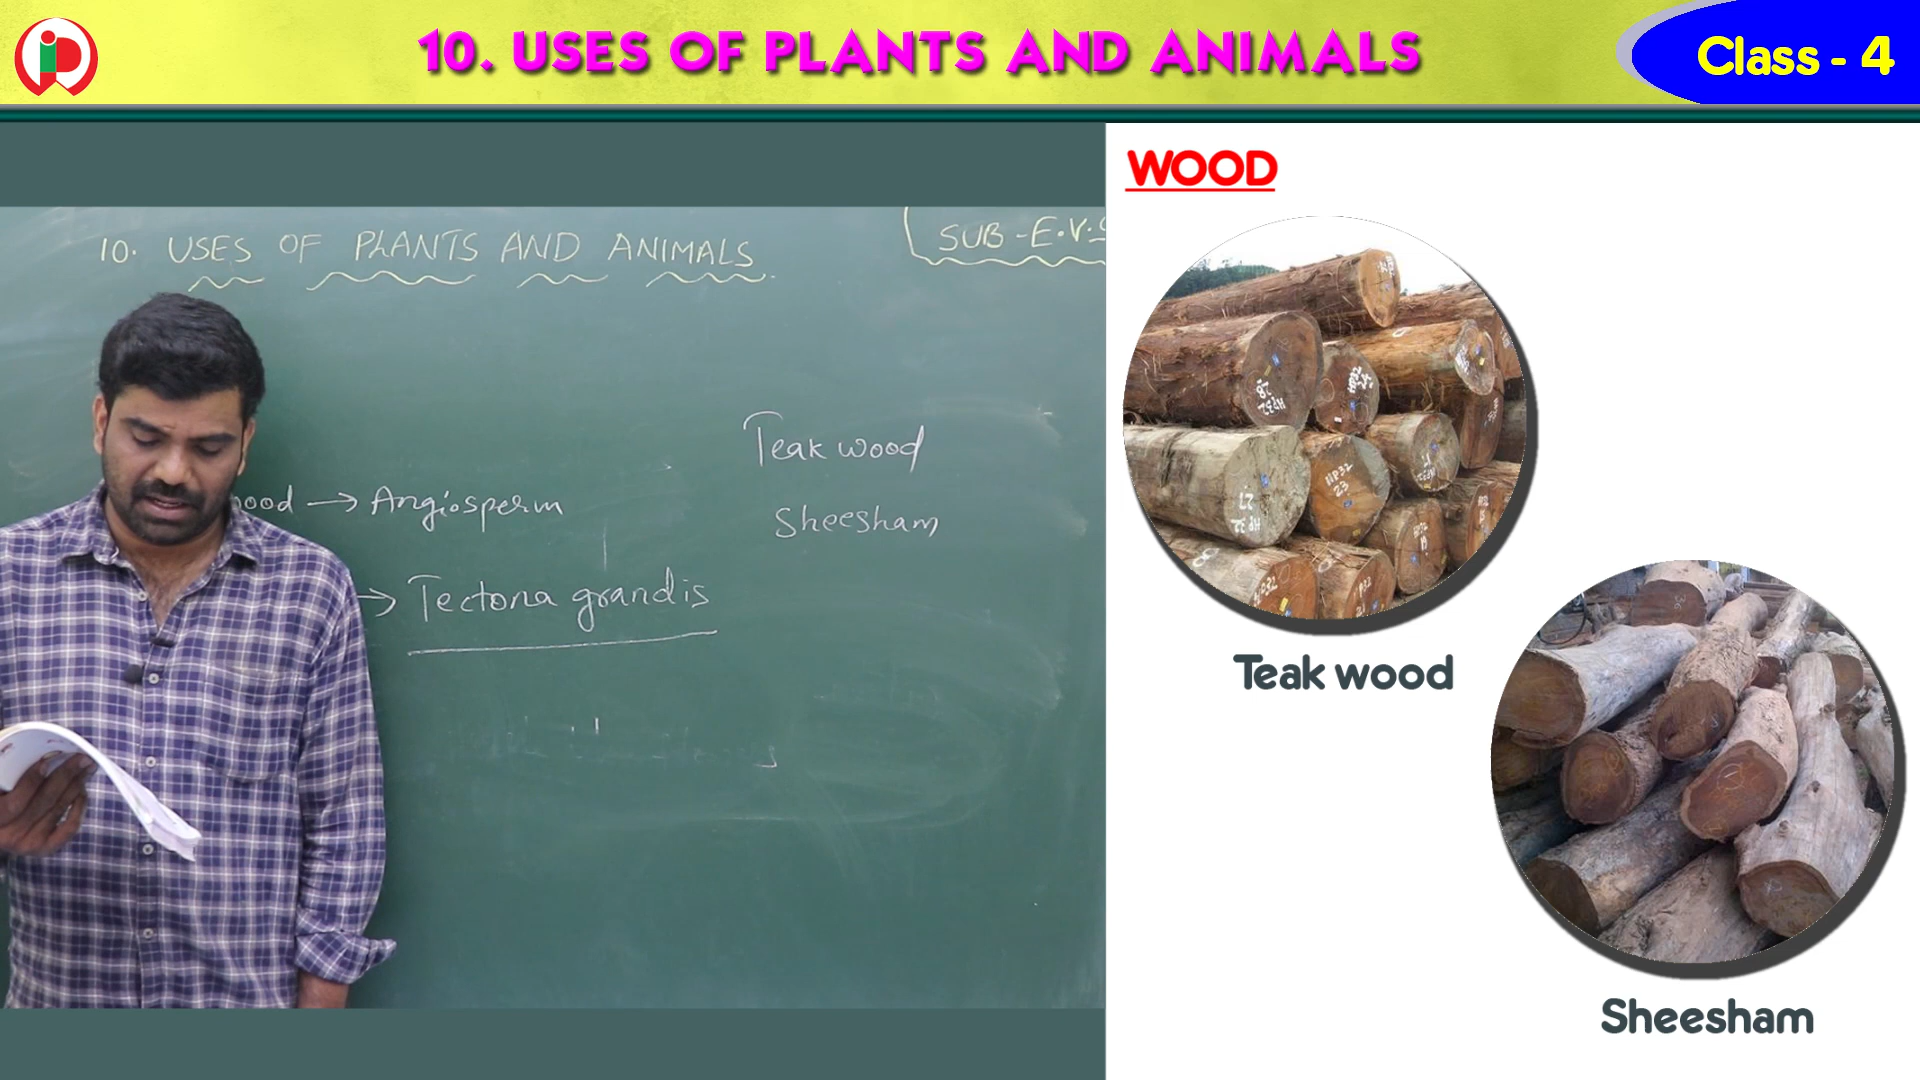 10. USES OF PLANTS AND ANIMALS
Class - 4
10. USES OF PLANTS AND ANIMALS
SUB - E.V.S
WOOD
Teak wood
Sheesham
→ Angiosperm
→ Tectona grandis
Teak wood
Sheesham